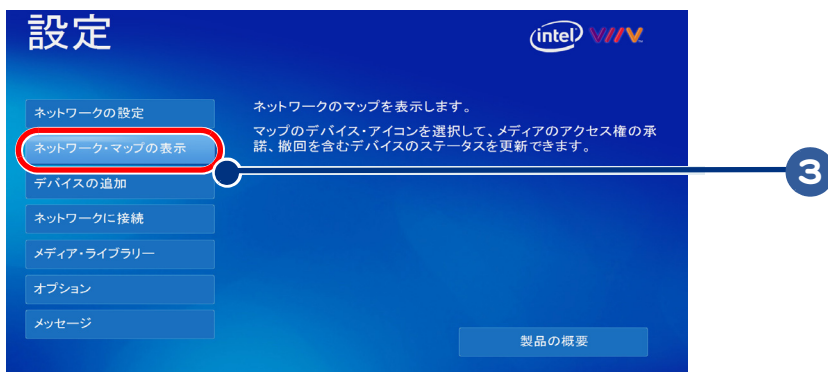 設定
intel VIIV
ネットワークの設定
ネットワーク・マップの表示
デバイスの追加
ネットワークに接続
メディア・ライブラリー
オプション
メッセージ
ネットワークのマップを表示します。
マップのデバイス・アイコンを選択して、メディアのアクセス権の承
諾、撤回を含むデバイスのステータスを更新できます。
製品の概要
3